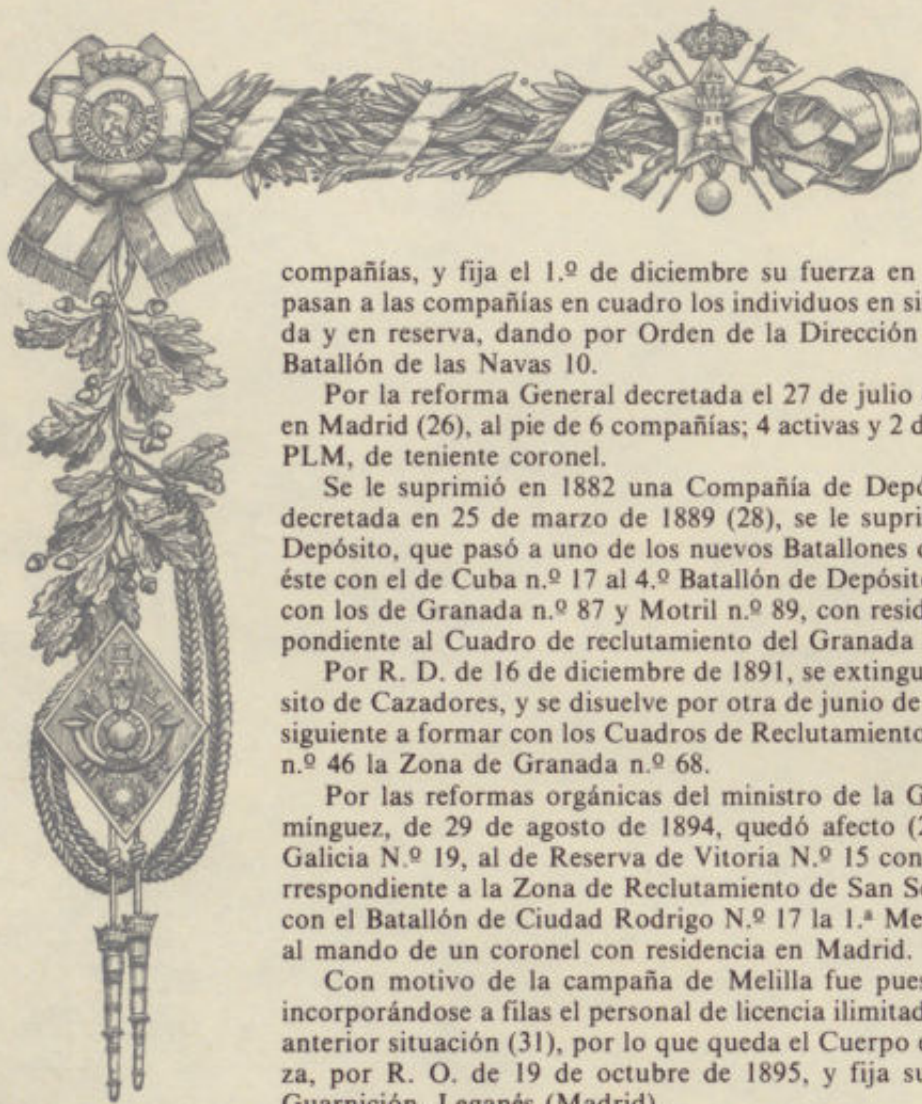 compañías, y fija el 1.º de diciembre su fuerza en
pasan a las compañías en cuadro los individuos en si
da y en reserva, dando por Orden de la Dirección
Batallón de las Navas 10.
Por la reforma General decretada el 27 de julio
en Madrid (26), al pie de 6 compañías; 4 activas y 2 d
PLM, de teniente coronel.
Se le suprimió en 1882 una Compañía de Depó
decretada en 25 de marzo de 1889 (28), se le supri
Depósito, que pasó a uno de los nuevos Batallones
éste con el de Cuba n.º 17 al 4.º Batallón de Depósito
con los de Granada n.º 87 y Motril n.º 89, con resid
pondiente al Cuadro de reclutamiento del Granada
Por R. D. de 16 de diciembre de 1891, se extingu
sito de Cazadores, y se disuelve por otra de junio de
siguiente a formar con los Cuadros de Reclutamiento
n.º 46 la Zona de Granada n.º 68.
Por las reformas orgánicas del ministro de la G
mínguez, de 29 de agosto de 1894, quedó afecto (2
Galicia N.º 19, al de Reserva de Vitoria N.º 15 con
rrespondiente a la Zona de Reclutamiento de San Se
con el Batallón de Ciudad Rodrigo N.º 17 la 1.ª Me
al mando de un coronel con residencia en Madrid.
Con motivo de la campaña de Melilla fue pues
incorporándose a filas el personal de licencia ilimitad
anterior situación (31), por lo que queda el Cuerpo
za, por R. O. de 19 de octubre de 1895, y fija su
Guarnición, Leganés (Madrid)